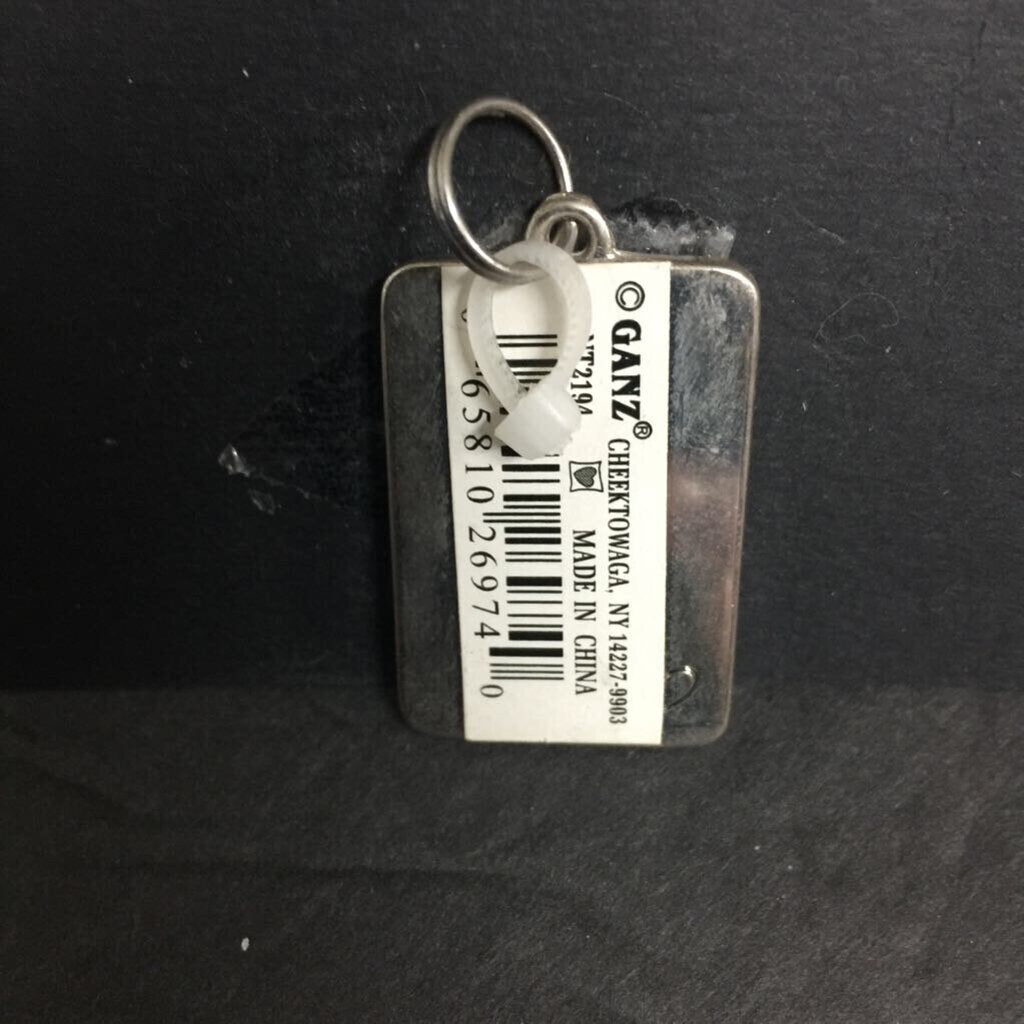 © GANZ® CHEEKTOWAGA, NY 14227-9903
MADE IN CHINA
65810 26974 0